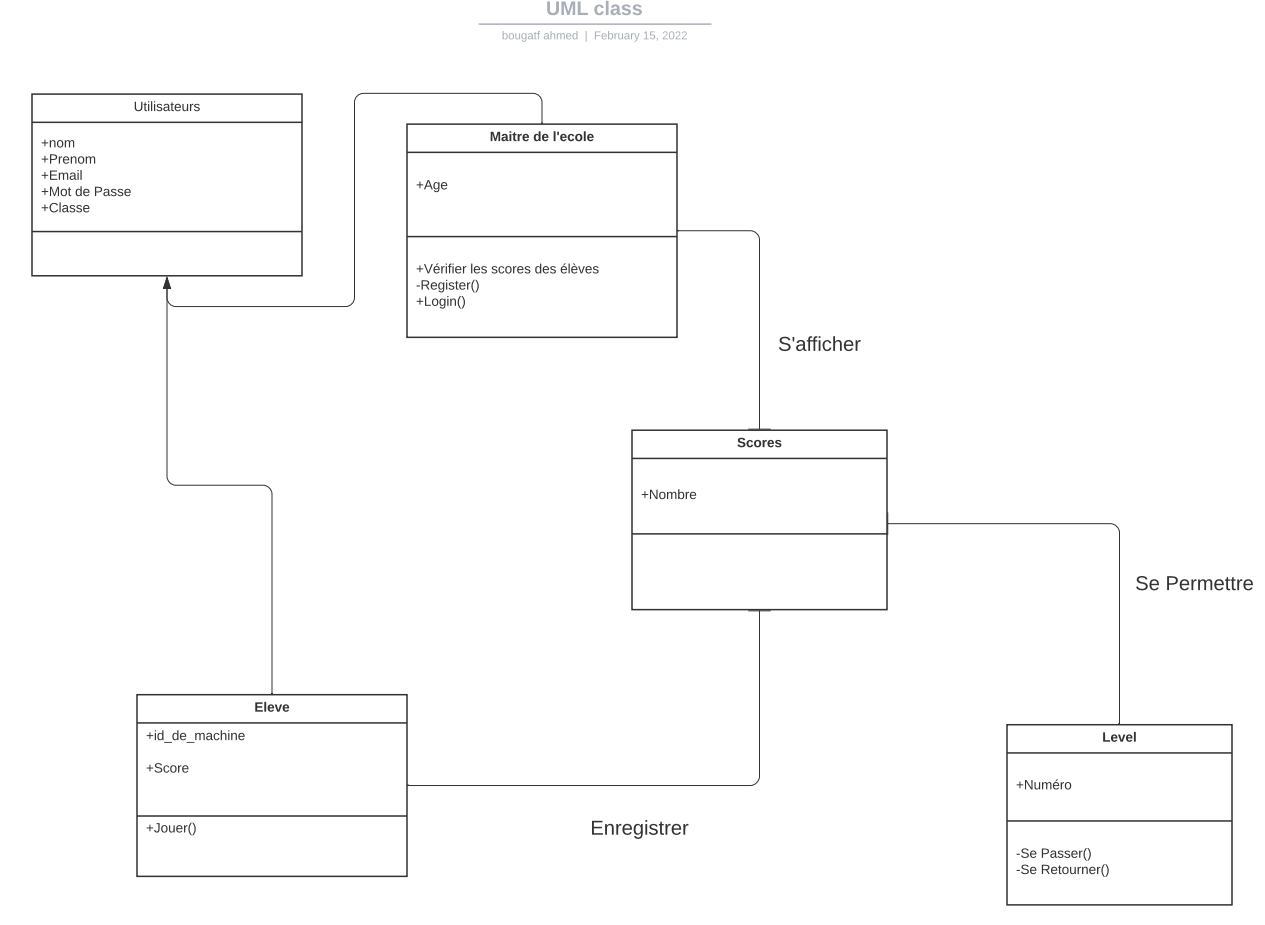 UML class
bougatf ahmed | February 15, 2022
Utilisateurs
+nom
+Prenom
+Email
+Mot de Passe
+Classe
Maitre de l'ecole
+Age
+Vérifier les scores des élèves
-Register()
+Login()
S'afficher
Scores
+Nombre
Se Permettre
Eleve
+id_de_machine
+Score
+Jouer()
Enregistrer
Level
+Numéro
-Se Passer()
-Se Retourner()